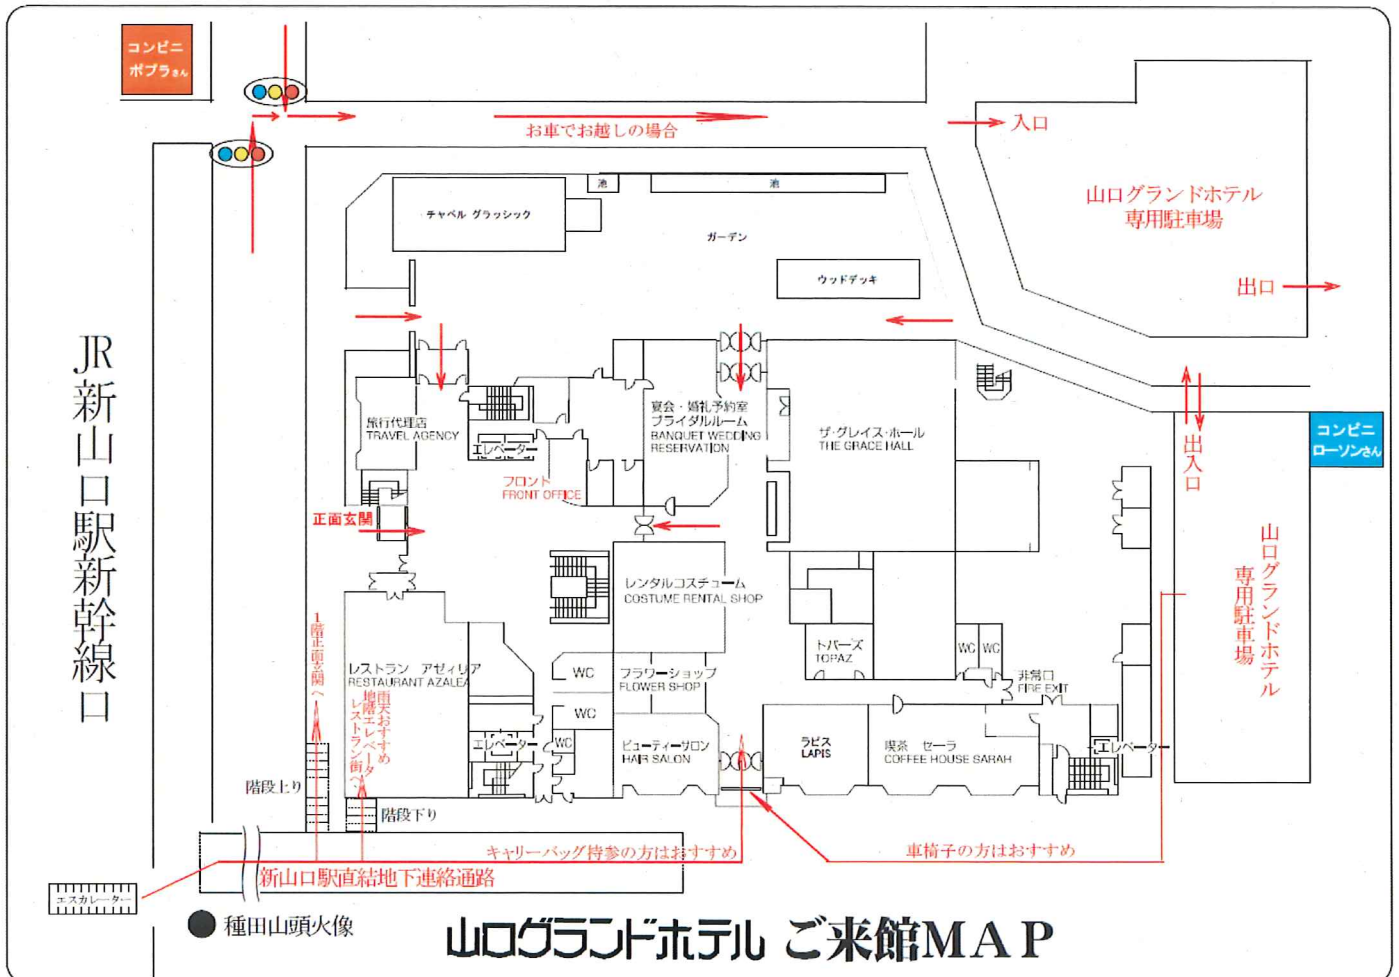 コンビニ
ポプラさん
お車でお越しの場合
入口
山口グランドホテル
専用駐車場
出口
池
池
チャペル グラッシック
ガーデン
ウッドデッキ
JR新山口駅新幹線口
旅行代理店
TRAVEL AGENCY
エレベーター
フロント
FRONT OFFICE
宴会・婚礼予約室
ブライダルルーム
BANQUET WEDDING
RESERVATION
ザ・グレイス・ホール
THE GRACE HALL
コンビニ
ローソンさん
出入口
正面玄関
山口グランドホテル
専用駐車場
レンタルコスチューム
COSTUME RENTAL SHOP
トパーズ
TOPAZ
WC
WC
非常口
FIRE EXIT
1階正面玄関へ
レストラン アゼィリア
RESTAURANT AZALEA
雨天おすすめ
地階エレベータ
レストラン街へ
WC
WC
WC
フラワーショップ
FLOWER SHOP
エレベーター
ビューティーサロン
HAIR SALON
ラピス
LAPIS
喫茶 セーラ
COFFEE HOUSE SARAH
エレベーター
階段上り
階段下り
キャリーバッグ持参の方はおすすめ
車椅子の方はおすすめ
新山口駅直結地下連絡通路
エスカレーター
種田山頭火像
山口グランドホテル ご来館MAP